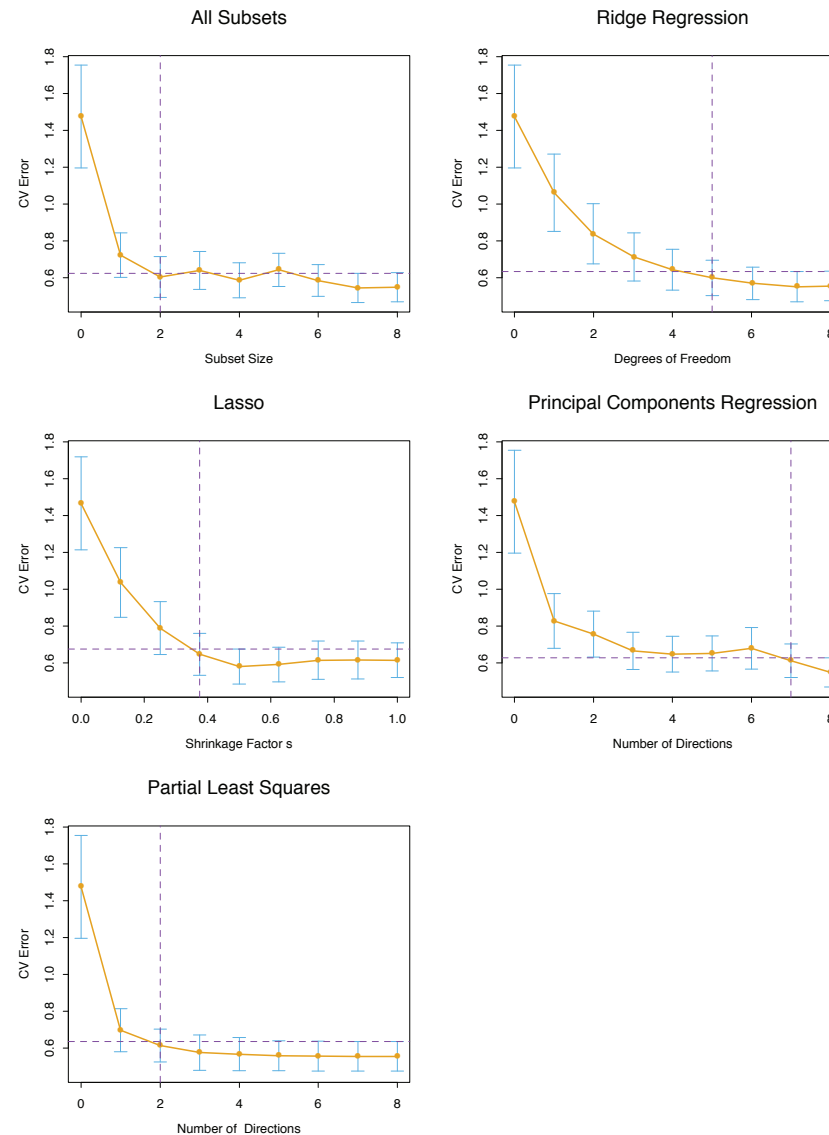 All Subsets
1.8
1.6
1.4
1.2
1.0
0.8
0.6
CV Error
0 2 4 6 8
Subset Size
Ridge Regression
1.8
1.6
1.4
1.2
1.0
0.8
0.6
CV Error
0 2 4 6 8
Degrees of Freedom
Lasso
1.8
1.6
1.4
1.2
1.0
0.8
0.6
CV Error
0.0 0.2 0.4 0.6 0.8 1.0
Shrinkage Factor s
Principal Components Regression
1.8
1.6
1.4
1.2
1.0
0.8
0.6
CV Error
0 2 4 6 8
Number of Directions
Partial Least Squares
1.8
1.6
1.4
1.2
1.0
0.8
0.6
CV Error
0 2 4 6 8
Number of Directions